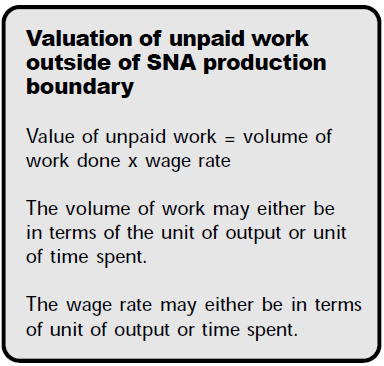 Valuation of unpaid work
outside of SNA production
boundary
Value of unpaid work = volume of
work done x wage rate
The volume of work may either be
in terms of the unit of output or unit
of time spent.
The wage rate may either be in terms
of unit of output or time spent.